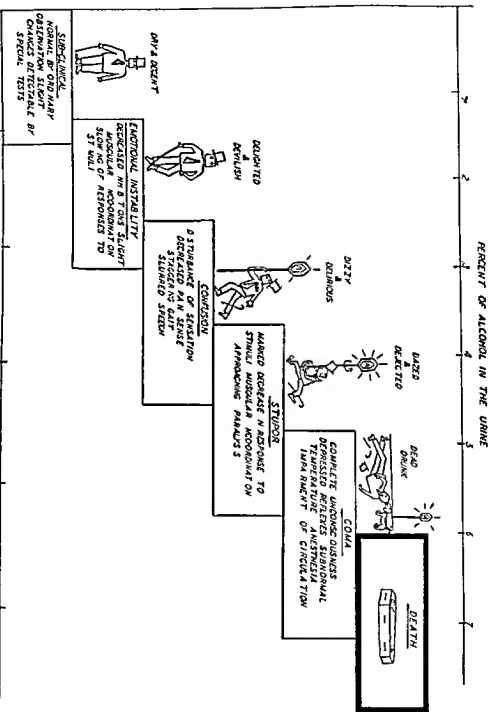 PERCENT OF ALCOHOL IN THE URINE
2
3
4
5
6
7
DRY & DECENT
SUB-CLINICAL
NORMAL BY ORDINARY
OBSERVATION SLIGHT
CHANGES DETECTABLE BY
SPECIAL TESTS
DELIGHTED
&
DEVILISH
EMOTIONAL INSTABILITY
DECREASED INHIBITIONS SLIGHT
MUSCULAR INCOORDINATION
SLOWING OF RESPONSES TO
STIMULI
DIZZY
&
DELIRIOUS
CONFUSION
DISTURBANCE OF SENSATION
DECREASED PAIN SENSE
STAGGERING GAIT
SLURRED SPEECH
DAZED
&
DEJECTED
STUPOR
MARKED DECREASE IN RESPONSE TO
STIMULI MUSCULAR INCOORDINATION
APPROACHING PARALYSIS
DEAD
DRUNK
COMA
COMPLETE UNCONSCIOUSNESS
DEPRESSED REFLEXES SUBNORMAL
TEMPERATURE ANESTHESIA
IMPAIRMENT OF CIRCULATION
DEATH